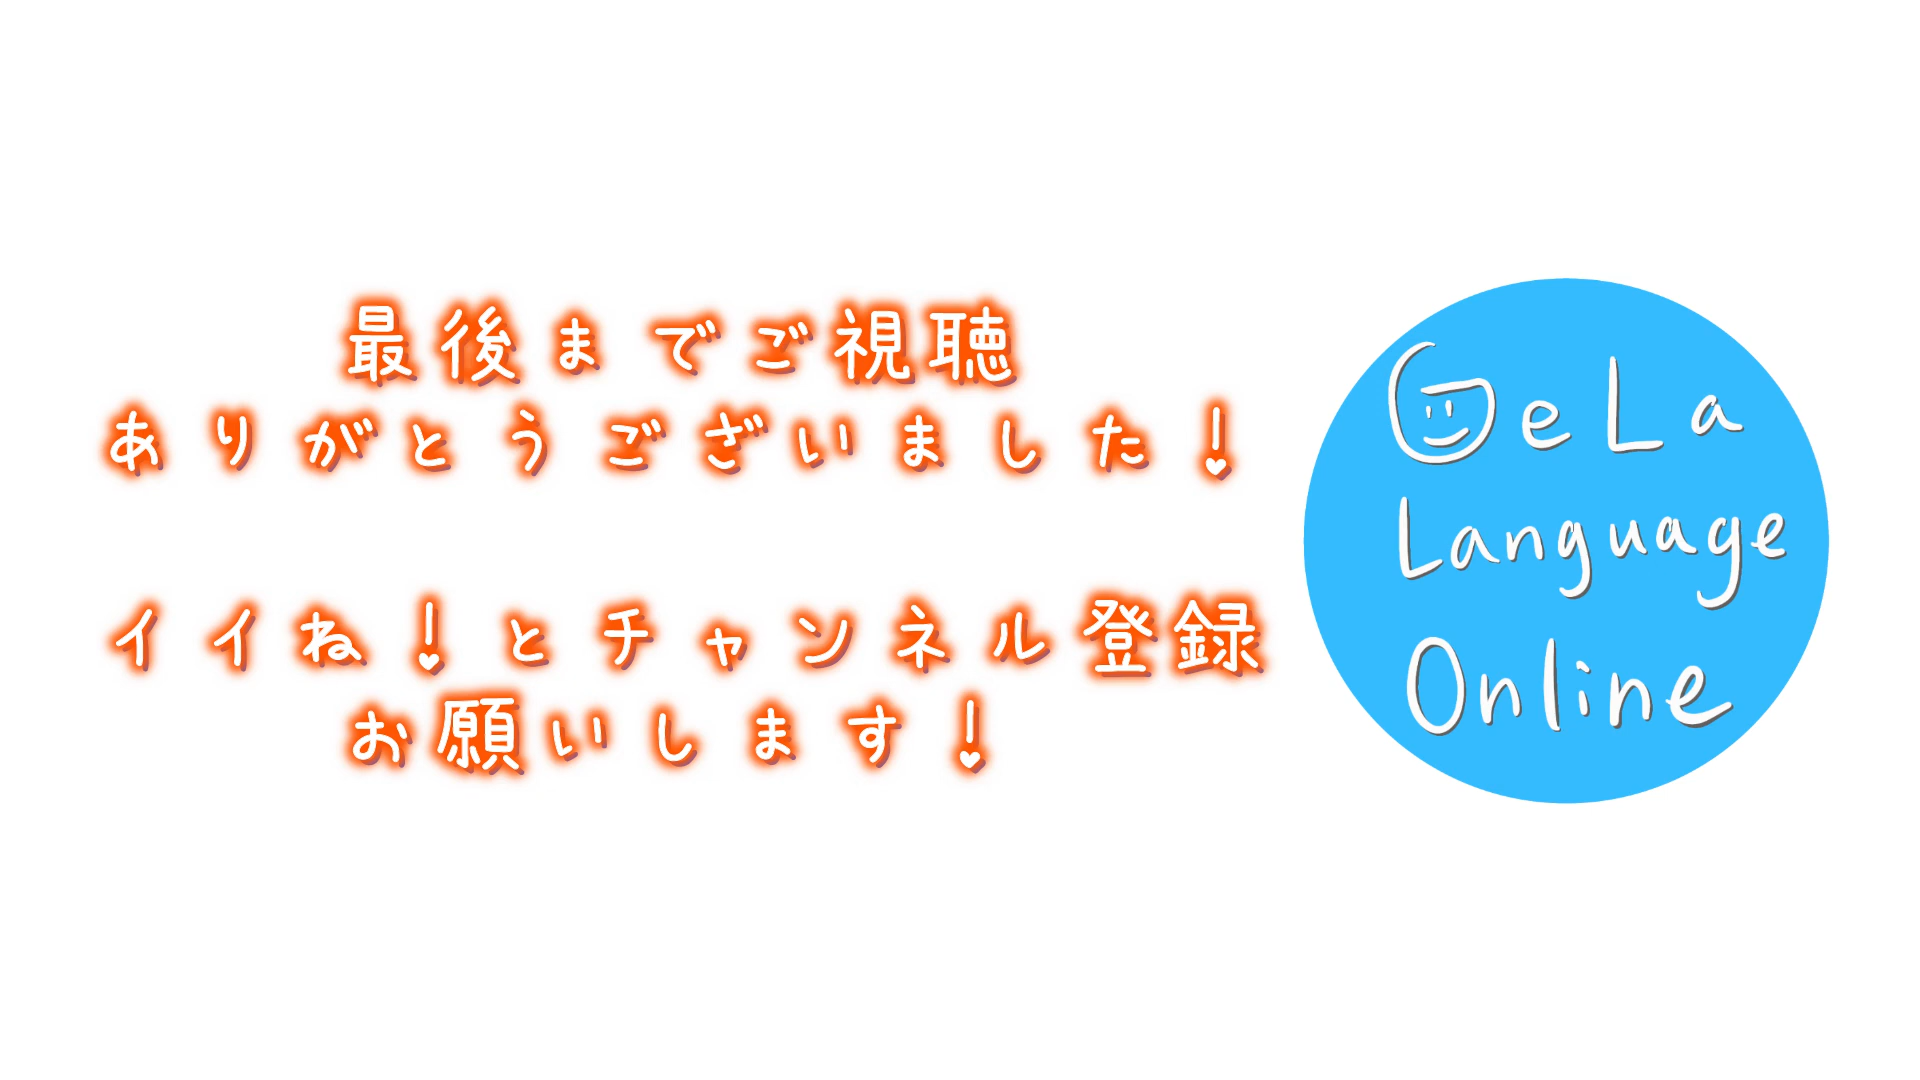 最後までご視聴
ありがとうございました!
イイね!とチャンネル登録
お願いします!
GeLa
Language
Online